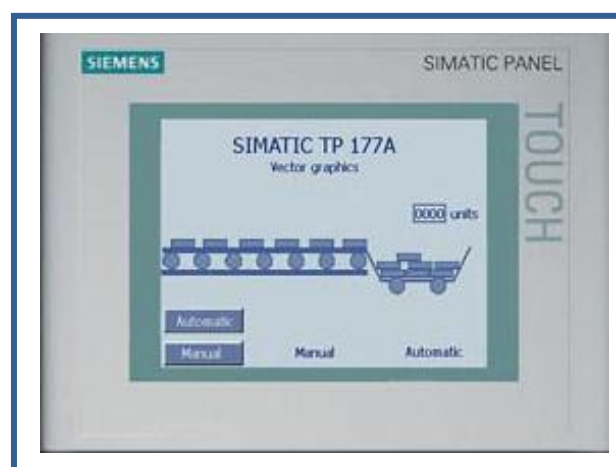 SIEMENS
SIMATIC PANEL
TOUCH
SIMATIC TP 177A
Vector graphics
0000 units
Automatic
Manual Manual Automatic